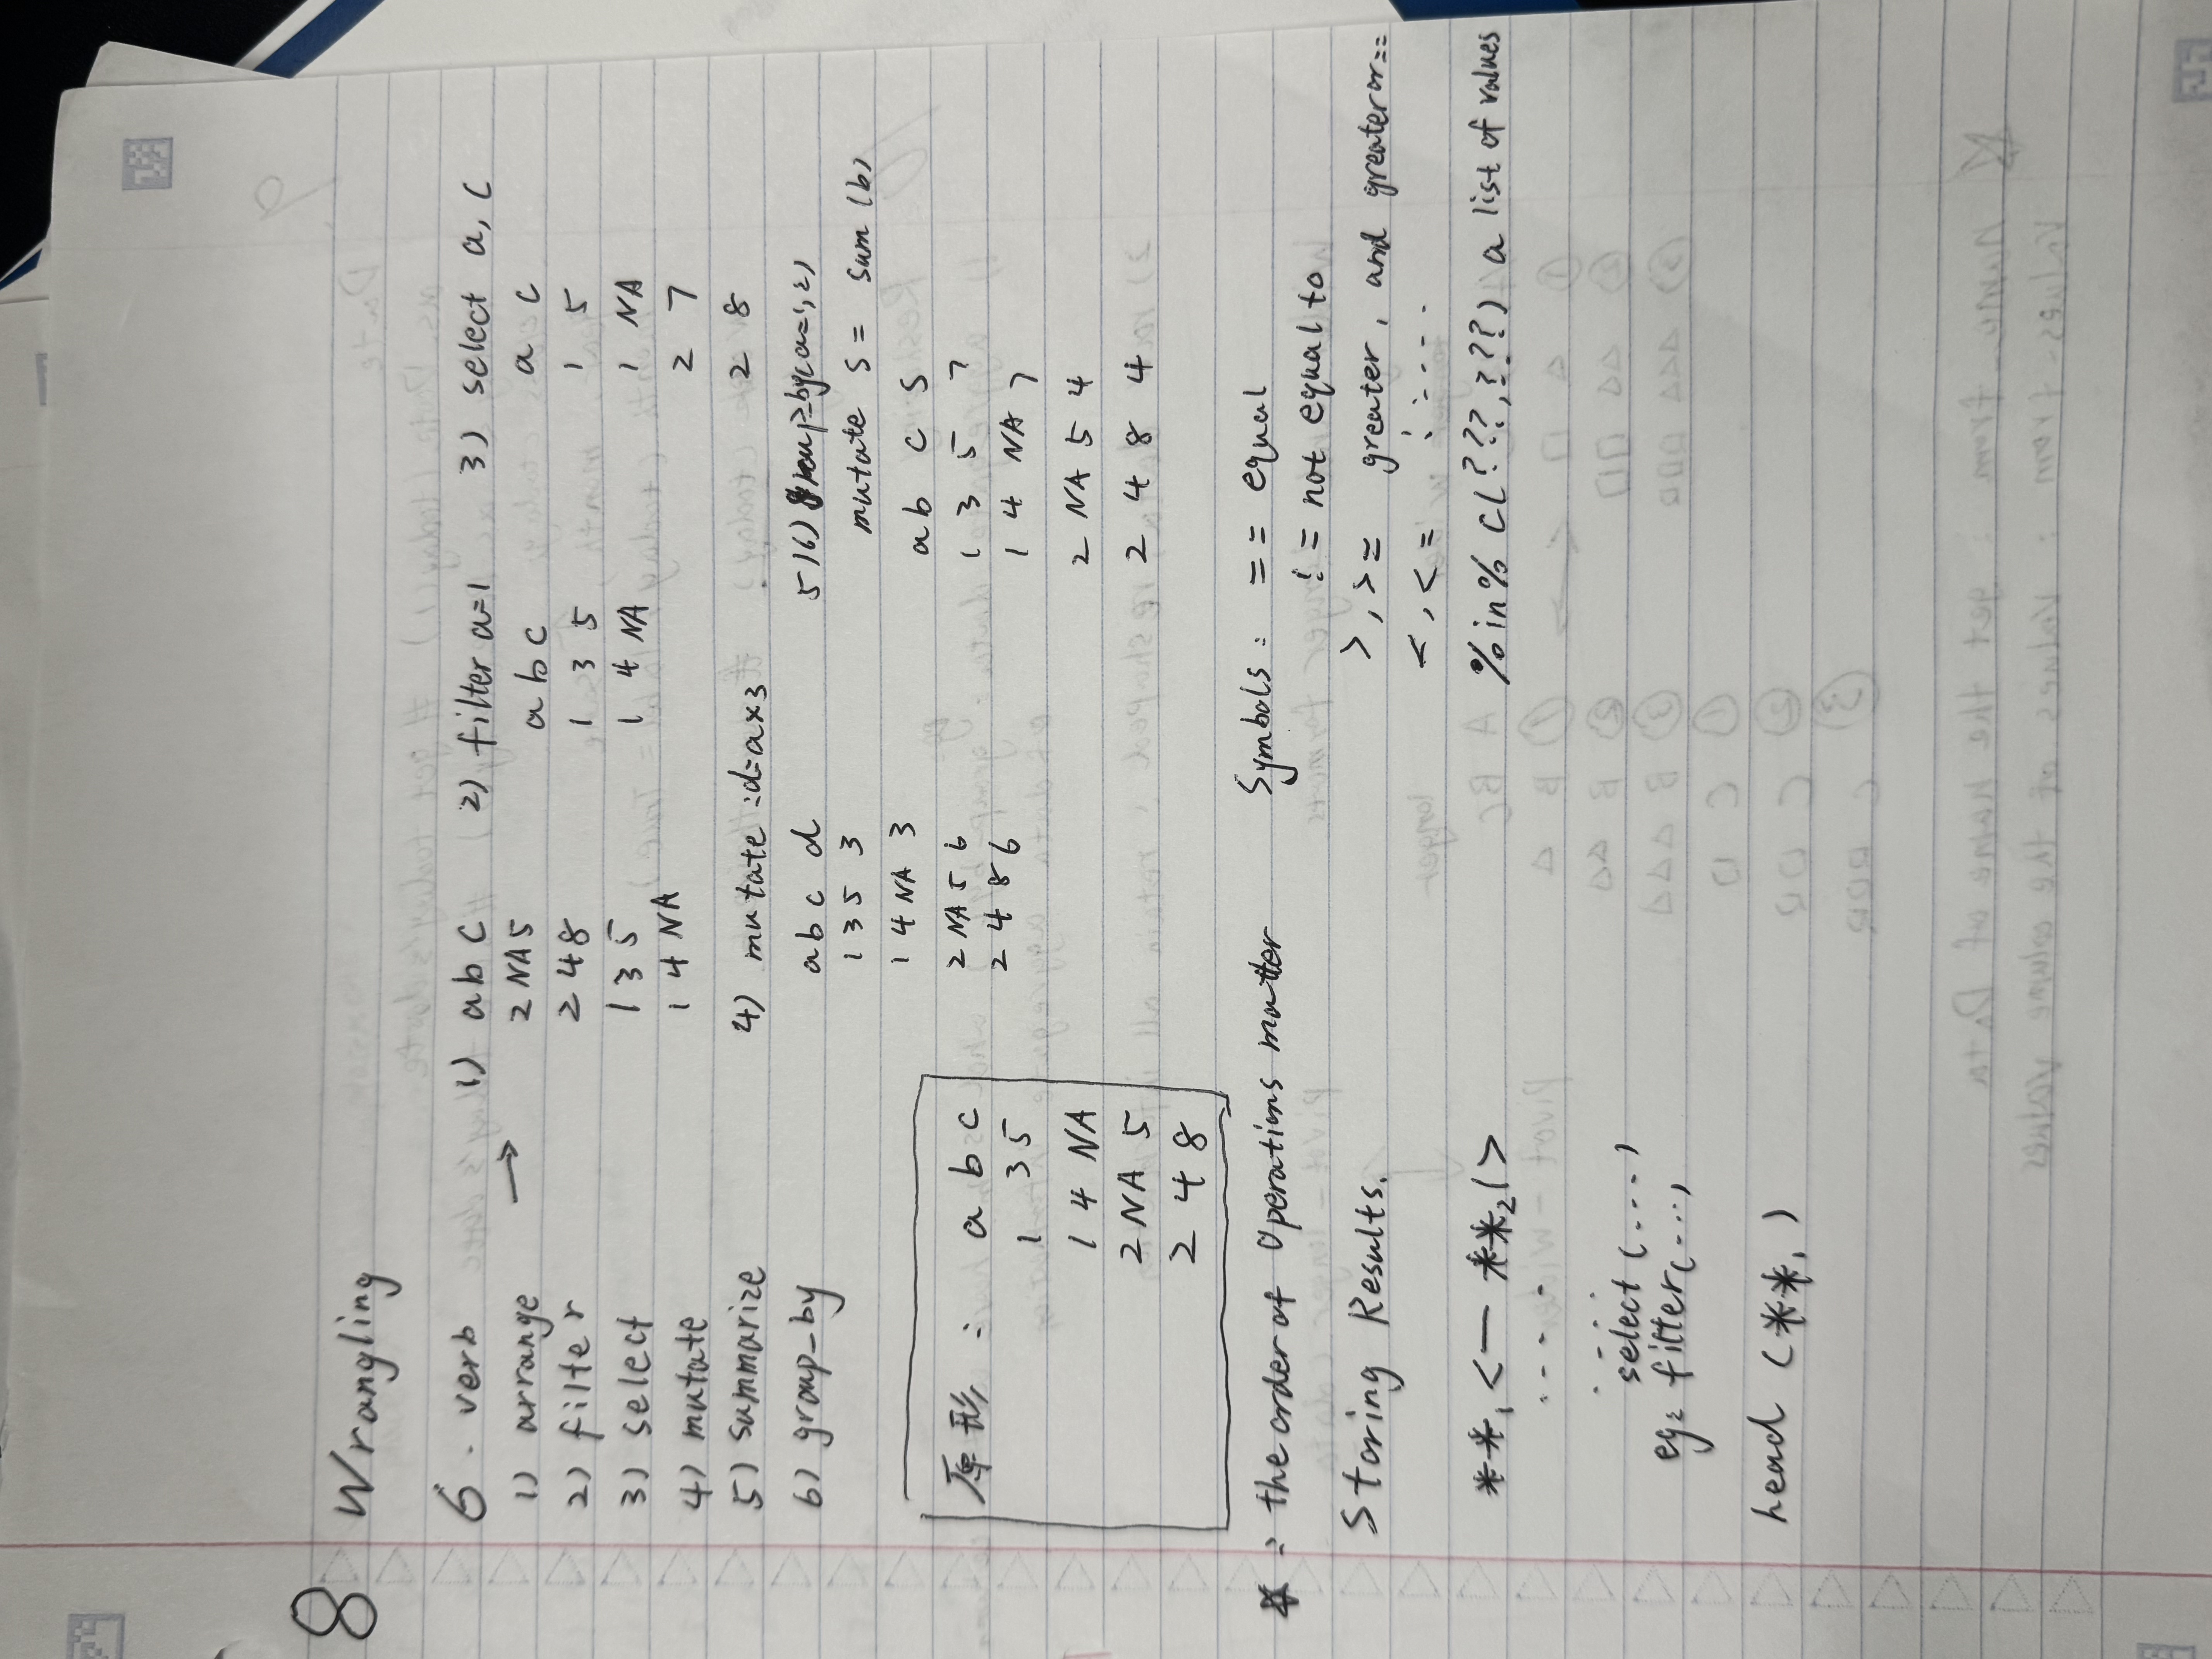 8 Wrangling
6. verb
1) arrange →
2) filter
3) select
4) mutate
5) summarize
6) group_by
1) a b c
2 NA 5
2 4 8
1 3 5
1 4 NA
2) filter a=1
a b c
1 3 5
1 4 NA
3) select a, c
a c
1 5
1 NA
2 7
2 8
4) mutate :d=a×3
a b c d
1 3 5 3
1 4 NA 3
2 NA 5 6
2 4 8 6
5)6) group_by(a=1,2)
mutate S = sum (b)
a b c S
1 3 5 7
1 4 NA 7
2 NA 5 4
2 4 8 4
原形 : a b c
1 3 5
1 4 NA
2 NA 5
2 4 8
☆: the order of Operations matter
Symbols: == equal
!= not equal to
>, >= greater, and greater or ==
<, <= : :----
%in% C(???,???) a list of values
Storing Results.
**₁ <— **₂ |>
....
....
select (...)
eg: filter(...)
head (**₁)